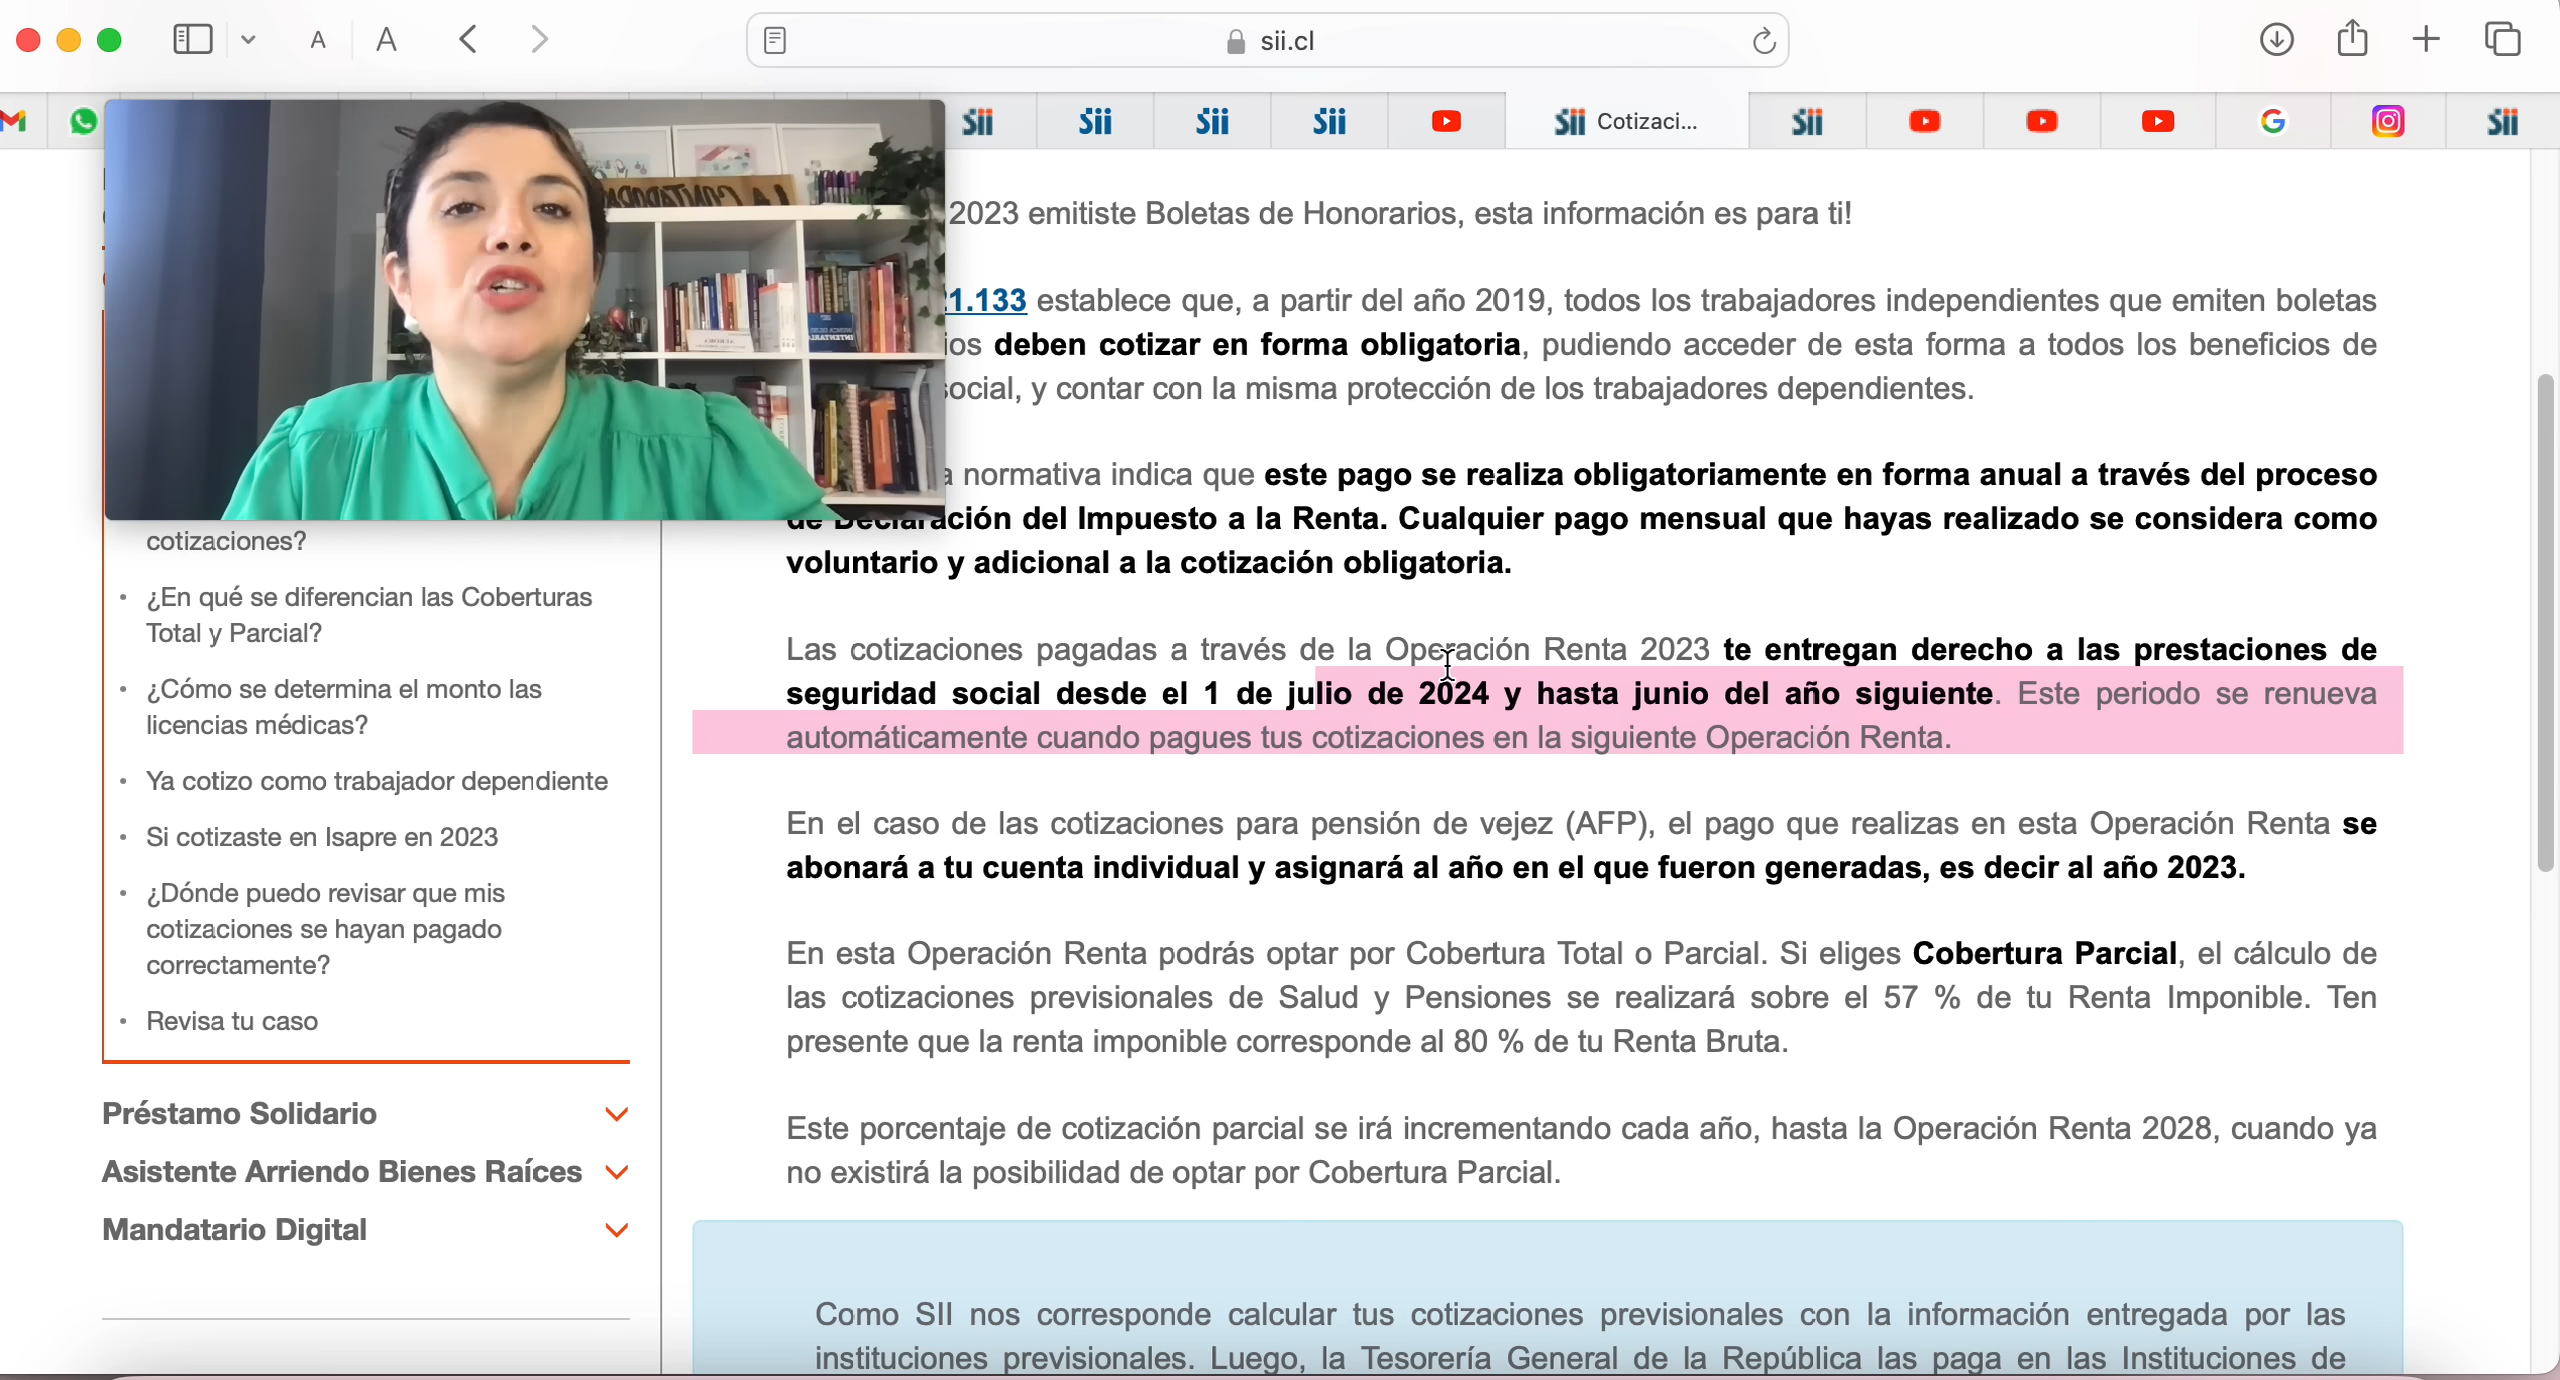 A A
sii.cl
Sii Sii Sii Sii Sii Cotizaci... Sii Sii
LA CONTADORA
2023 emitiste Boletas de Honorarios, esta información es para ti!
21.133 establece que, a partir del año 2019, todos los trabajadores independientes que emiten boletas
deben cotizar en forma obligatoria, pudiendo acceder de esta forma a todos los beneficios de
social, y contar con la misma protección de los trabajadores dependientes.
normativa indica que este pago se realiza obligatoriamente en forma anual a través del proceso
de Declaración del Impuesto a la Renta. Cualquier pago mensual que hayas realizado se considera como
voluntario y adicional a la cotización obligatoria.
Las cotizaciones pagadas a través de la Operación Renta 2023 te entregan derecho a las prestaciones de
seguridad social desde el 1 de julio de 2024 y hasta junio del año siguiente. Este periodo se renueva
automáticamente cuando pagues tus cotizaciones en la siguiente Operación Renta.
En el caso de las cotizaciones para pensión de vejez (AFP), el pago que realizas en esta Operación Renta se
abonará a tu cuenta individual y asignará al año en el que fueron generadas, es decir al año 2023.
En esta Operación Renta podrás optar por Cobertura Total o Parcial. Si eliges Cobertura Parcial, el cálculo de
las cotizaciones previsionales de Salud y Pensiones se realizará sobre el 57 % de tu Renta Imponible. Ten
presente que la renta imponible corresponde al 80 % de tu Renta Bruta.
Este porcentaje de cotización parcial se irá incrementando cada año, hasta la Operación Renta 2028, cuando ya
no existirá la posibilidad de optar por Cobertura Parcial.
Como SII nos corresponde calcular tus cotizaciones previsionales con la información entregada por las
instituciones previsionales. Luego, la Tesorería General de la República las paga en las Instituciones de
cotizaciones?
• ¿En qué se diferencian las Coberturas
Total y Parcial?
• ¿Cómo se determina el monto las
licencias médicas?
• Ya cotizo como trabajador dependiente
• Si cotizaste en Isapre en 2023
• ¿Dónde puedo revisar que mis
cotizaciones se hayan pagado
correctamente?
• Revisa tu caso
Préstamo Solidario
Asistente Arriendo Bienes Raíces
Mandatario Digital